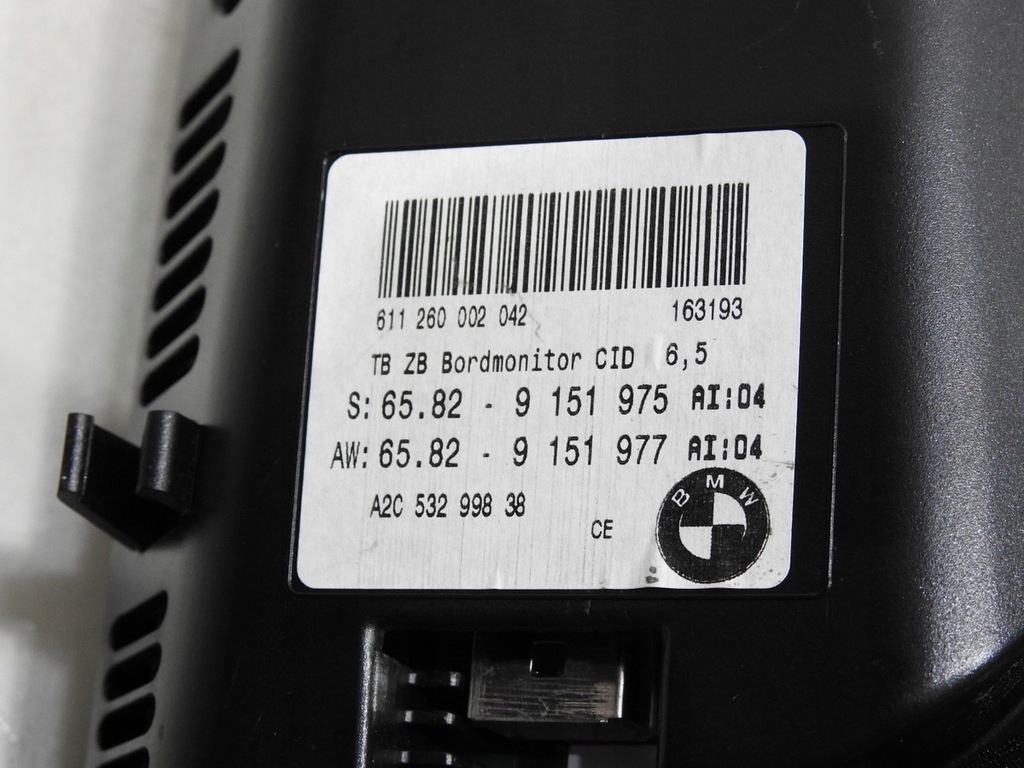 611 260 002 042 163193
TB ZB Bordmonitor CID 6,5
S: 65.82 - 9 151 975 AI:04
AW: 65.82 - 9 151 977 AI:04
A2C 532 998 38
CE
BMW